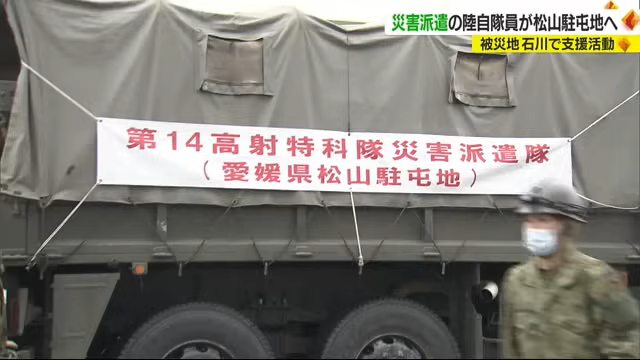 災害派遣の陸自隊員が松山駐屯地へ
被災地 石川で支援活動
第14高射特科隊災害派遣隊
（愛媛県松山駐屯地）